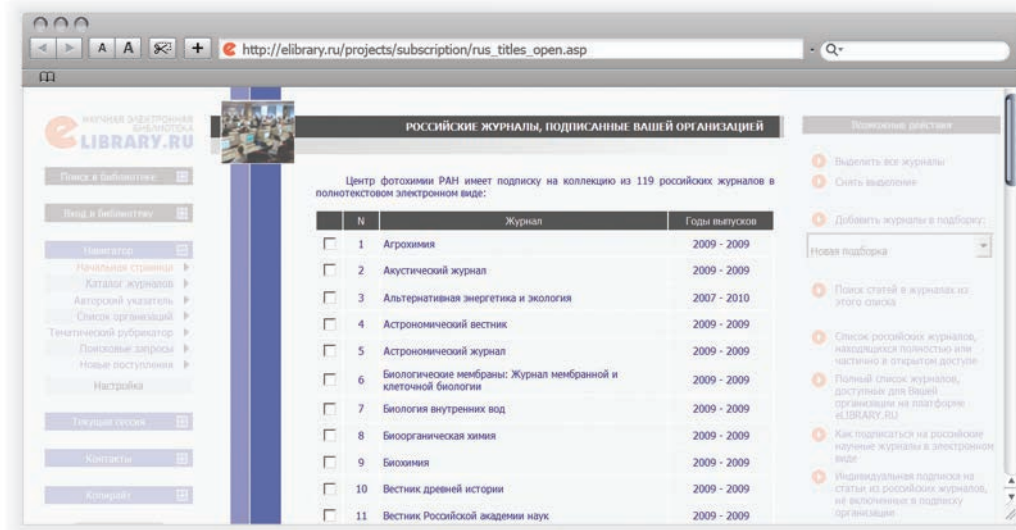 A A + http://elibrary.ru/projects/subscription/rus_titles_open.asp
НАУЧНАЯ ЭЛЕКТРОННАЯ
БИБЛИОТЕКА
eLIBRARY.RU
Поиск в библиотеке
Вход в библиотеку
Навигатор
Начальная страница
Каталог журналов
Авторский указатель
Список организаций
Тематический рубрикатор
Поисковые запросы
Новые поступления
Настройка
Текущая сессия
Контакты
Копирайт
РОССИЙСКИЕ ЖУРНАЛЫ, ПОДПИСАННЫЕ ВАШЕЙ ОРГАНИЗАЦИЕЙ
Центр фотохимии РАН имеет подписку на коллекцию из 119 российских журналов в
полнотекстовом электронном виде:
N Журнал Годы выпусков
1 Агрохимия 2009 - 2009
2 Акустический журнал 2009 - 2009
3 Альтернативная энергетика и экология 2007 - 2010
4 Астрономический вестник 2009 - 2009
5 Астрономический журнал 2009 - 2009
6 Биологические мембраны: Журнал мембранной и
клеточной биологии 2009 - 2009
7 Биология внутренних вод 2009 - 2009
8 Биоорганическая химия 2009 - 2009
9 Биохимия 2009 - 2009
10 Вестник древней истории 2009 - 2009
11 Вестник Российской академии наук 2009 - 2009
Возможные действия
Выделить все журналы
Снять выделение
Добавить журналы в подборку:
Новая подборка
Поиск статей в журналах из
этого списка
Список российских журналов,
находящихся полностью или
частично в открытом доступе
Полный список журналов,
доступных для Вашей
организации на платформе
eLIBRARY.RU
Как подписаться на российские
научные журналы в электронном
виде
Индивидуальная подписка на
статьи из российских журналов,
не включенных в подписку
организации